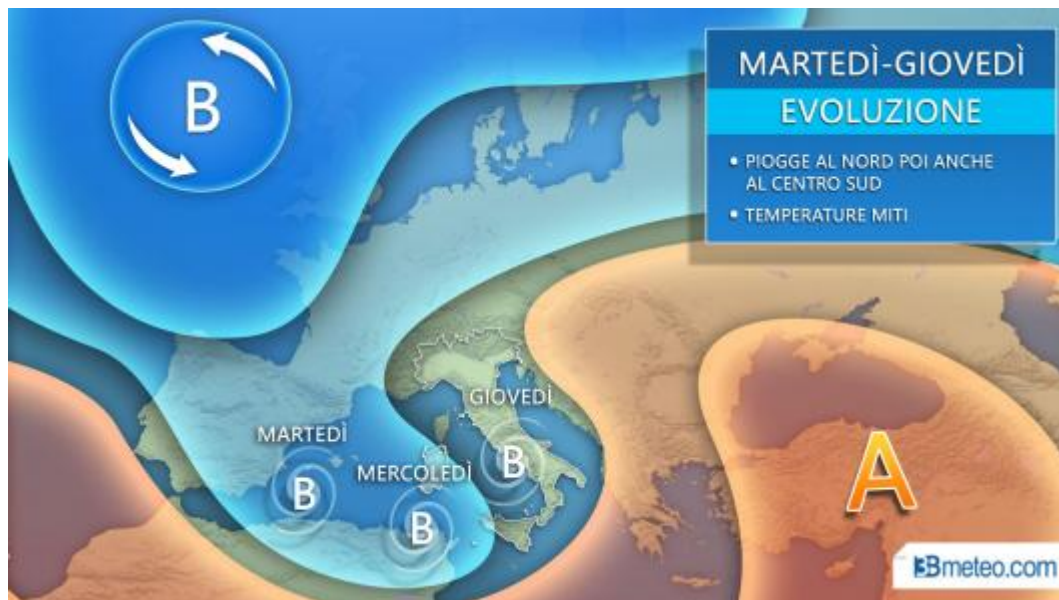 B
MARTEDÌ-GIOVEDÌ
EVOLUZIONE
• PIOGGE AL NORD POI ANCHE
AL CENTRO SUD
• TEMPERATURE MITI
GIOVEDÌ
B
MARTEDÌ
B
MERCOLEDÌ
B
A
3Bmeteo.com